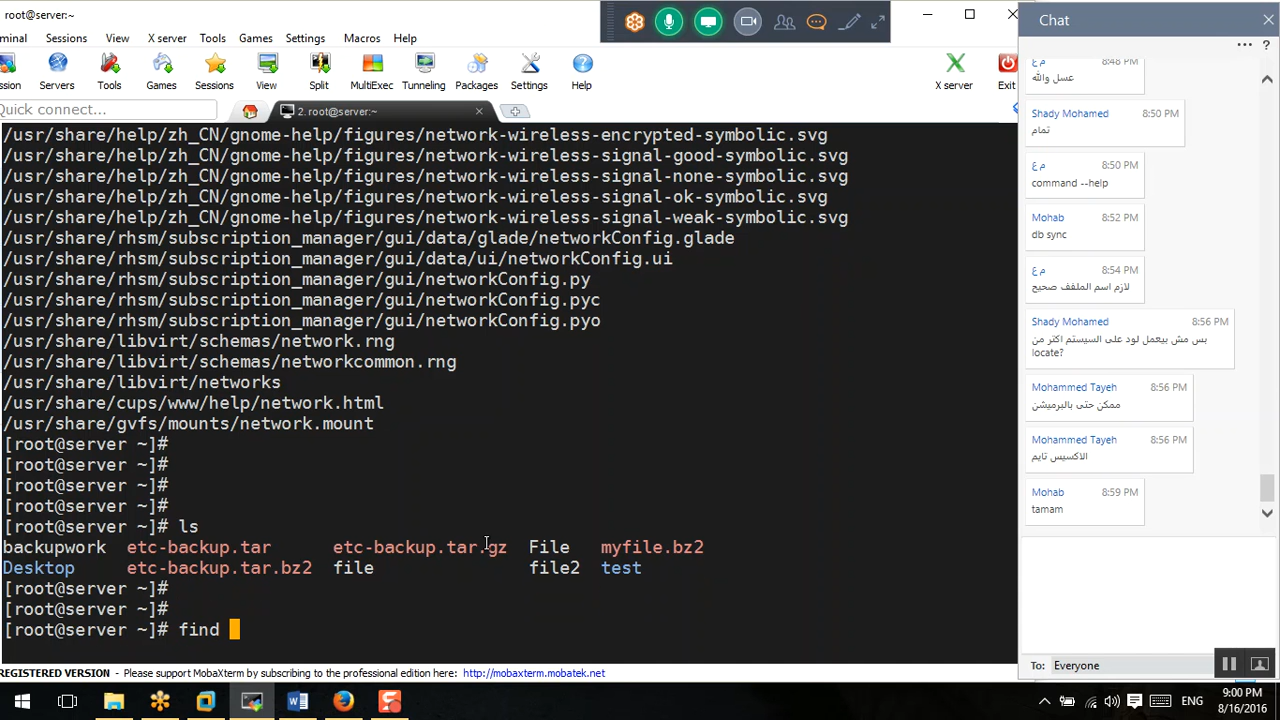 root@server:~
Chat
minal Sessions View X server Tools Games Settings Macros Help
ssion Servers Tools Games Sessions View Split MultiExec Tunneling Packages Settings Help X server Exit
Quick connect...
2. root@server:~
/usr/share/help/zh_CN/gnome-help/figures/network-wireless-encrypted-symbolic.svg
/usr/share/help/zh_CN/gnome-help/figures/network-wireless-signal-good-symbolic.svg
/usr/share/help/zh_CN/gnome-help/figures/network-wireless-signal-none-symbolic.svg
/usr/share/help/zh_CN/gnome-help/figures/network-wireless-signal-ok-symbolic.svg
/usr/share/help/zh_CN/gnome-help/figures/network-wireless-signal-weak-symbolic.svg
/usr/share/rhsm/subscription_manager/gui/data/glade/networkConfig.glade
/usr/share/rhsm/subscription_manager/gui/data/ui/networkConfig.ui
/usr/share/rhsm/subscription_manager/gui/networkConfig.py
/usr/share/rhsm/subscription_manager/gui/networkConfig.pyc
/usr/share/rhsm/subscription_manager/gui/networkConfig.pyo
/usr/share/libvirt/schemas/network.rng
/usr/share/libvirt/schemas/networkcommon.rng
/usr/share/libvirt/networks
/usr/share/cups/www/help/network.html
/usr/share/gvfs/mounts/network.mount
[root@server ~]#
[root@server ~]#
[root@server ~]#
[root@server ~]#
[root@server ~]# ls
backupwork etc-backup.tar etc-backup.tar.gz File myfile.bz2
Desktop etc-backup.tar.bz2 file file2 test
[root@server ~]#
[root@server ~]#
[root@server ~]# find
REGISTERED VERSION - Please support MobaXterm by subscribing to the professional edition here: http://mobaxterm.mobatek.net
م ع 8:48 PM
عسل والله
Shady Mohamed 8:50 PM
تمام
م ع 8:50 PM
command --help
Mohab 8:52 PM
db sync
م ع 8:54 PM
لازم اسم الملفف صحيح
Shady Mohamed 8:56 PM
بس مش بيعمل لود على السيستم اكتر من
locate?
Mohammed Tayeh 8:56 PM
ممكن حتى بالبرميشن
Mohammed Tayeh 8:56 PM
الاكسيس تايم
Mohab 8:59 PM
tamam
To: Everyone
ENG
9:00 PM
8/16/2016